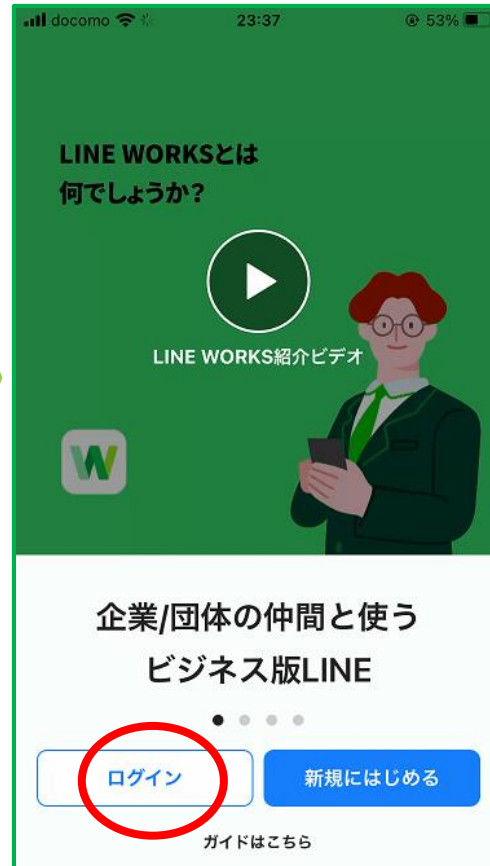 docomo 23:37 53%
LINE WORKSとは
何でしょうか?
LINE WORKS紹介ビデオ
W
企業/団体の仲間と使う
ビジネス版LINE
ログイン 新規にはじめる
ガイドはこちら